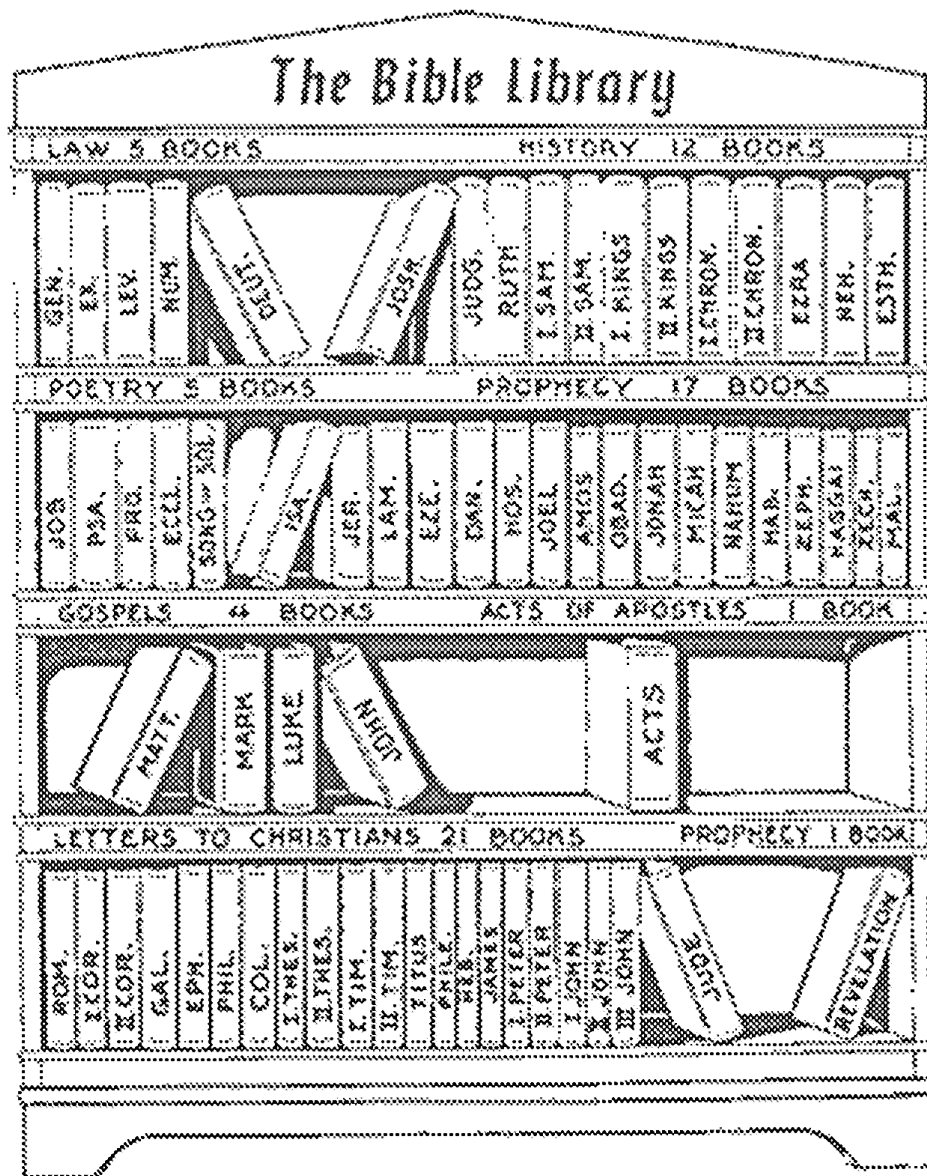 The Bible Library
LAW 5 BOOKS HISTORY 12 BOOKS
GEN. EX. LEV. NUM. DEUT. JOSH JUDG. RUTH I. SAM. II SAM. I. KINGS II KINGS I. CHRON. II CHRON. EZRA NEH. ESTH.
POETRY 5 BOOKS PROPHECY 17 BOOKS
JOB PSA. PRO. ECCL. SONG OF SOL ISA. JER. LAM. EZE. DAN. HOS. JOEL AMOS OBAD. JONAH MICAH NAHUM HAB. ZEPH. HAGGAI ZECH. MAL.
GOSPELS 4 BOOKS ACTS OF APOSTLES 1 BOOK
MATT. MARK LUKE JOHN ACTS
LETTERS TO CHRISTIANS 21 BOOKS PROPHECY 1 BOOK
ROM. I COR. II COR. GAL. EPH. PHIL. COL. I. THES. II. THES. I. TIM. II. TIM. TITUS PHILE. HEB. JAMES I. PETER II PETER I. JOHN II JOHN III JOHN JUDE REVELATION